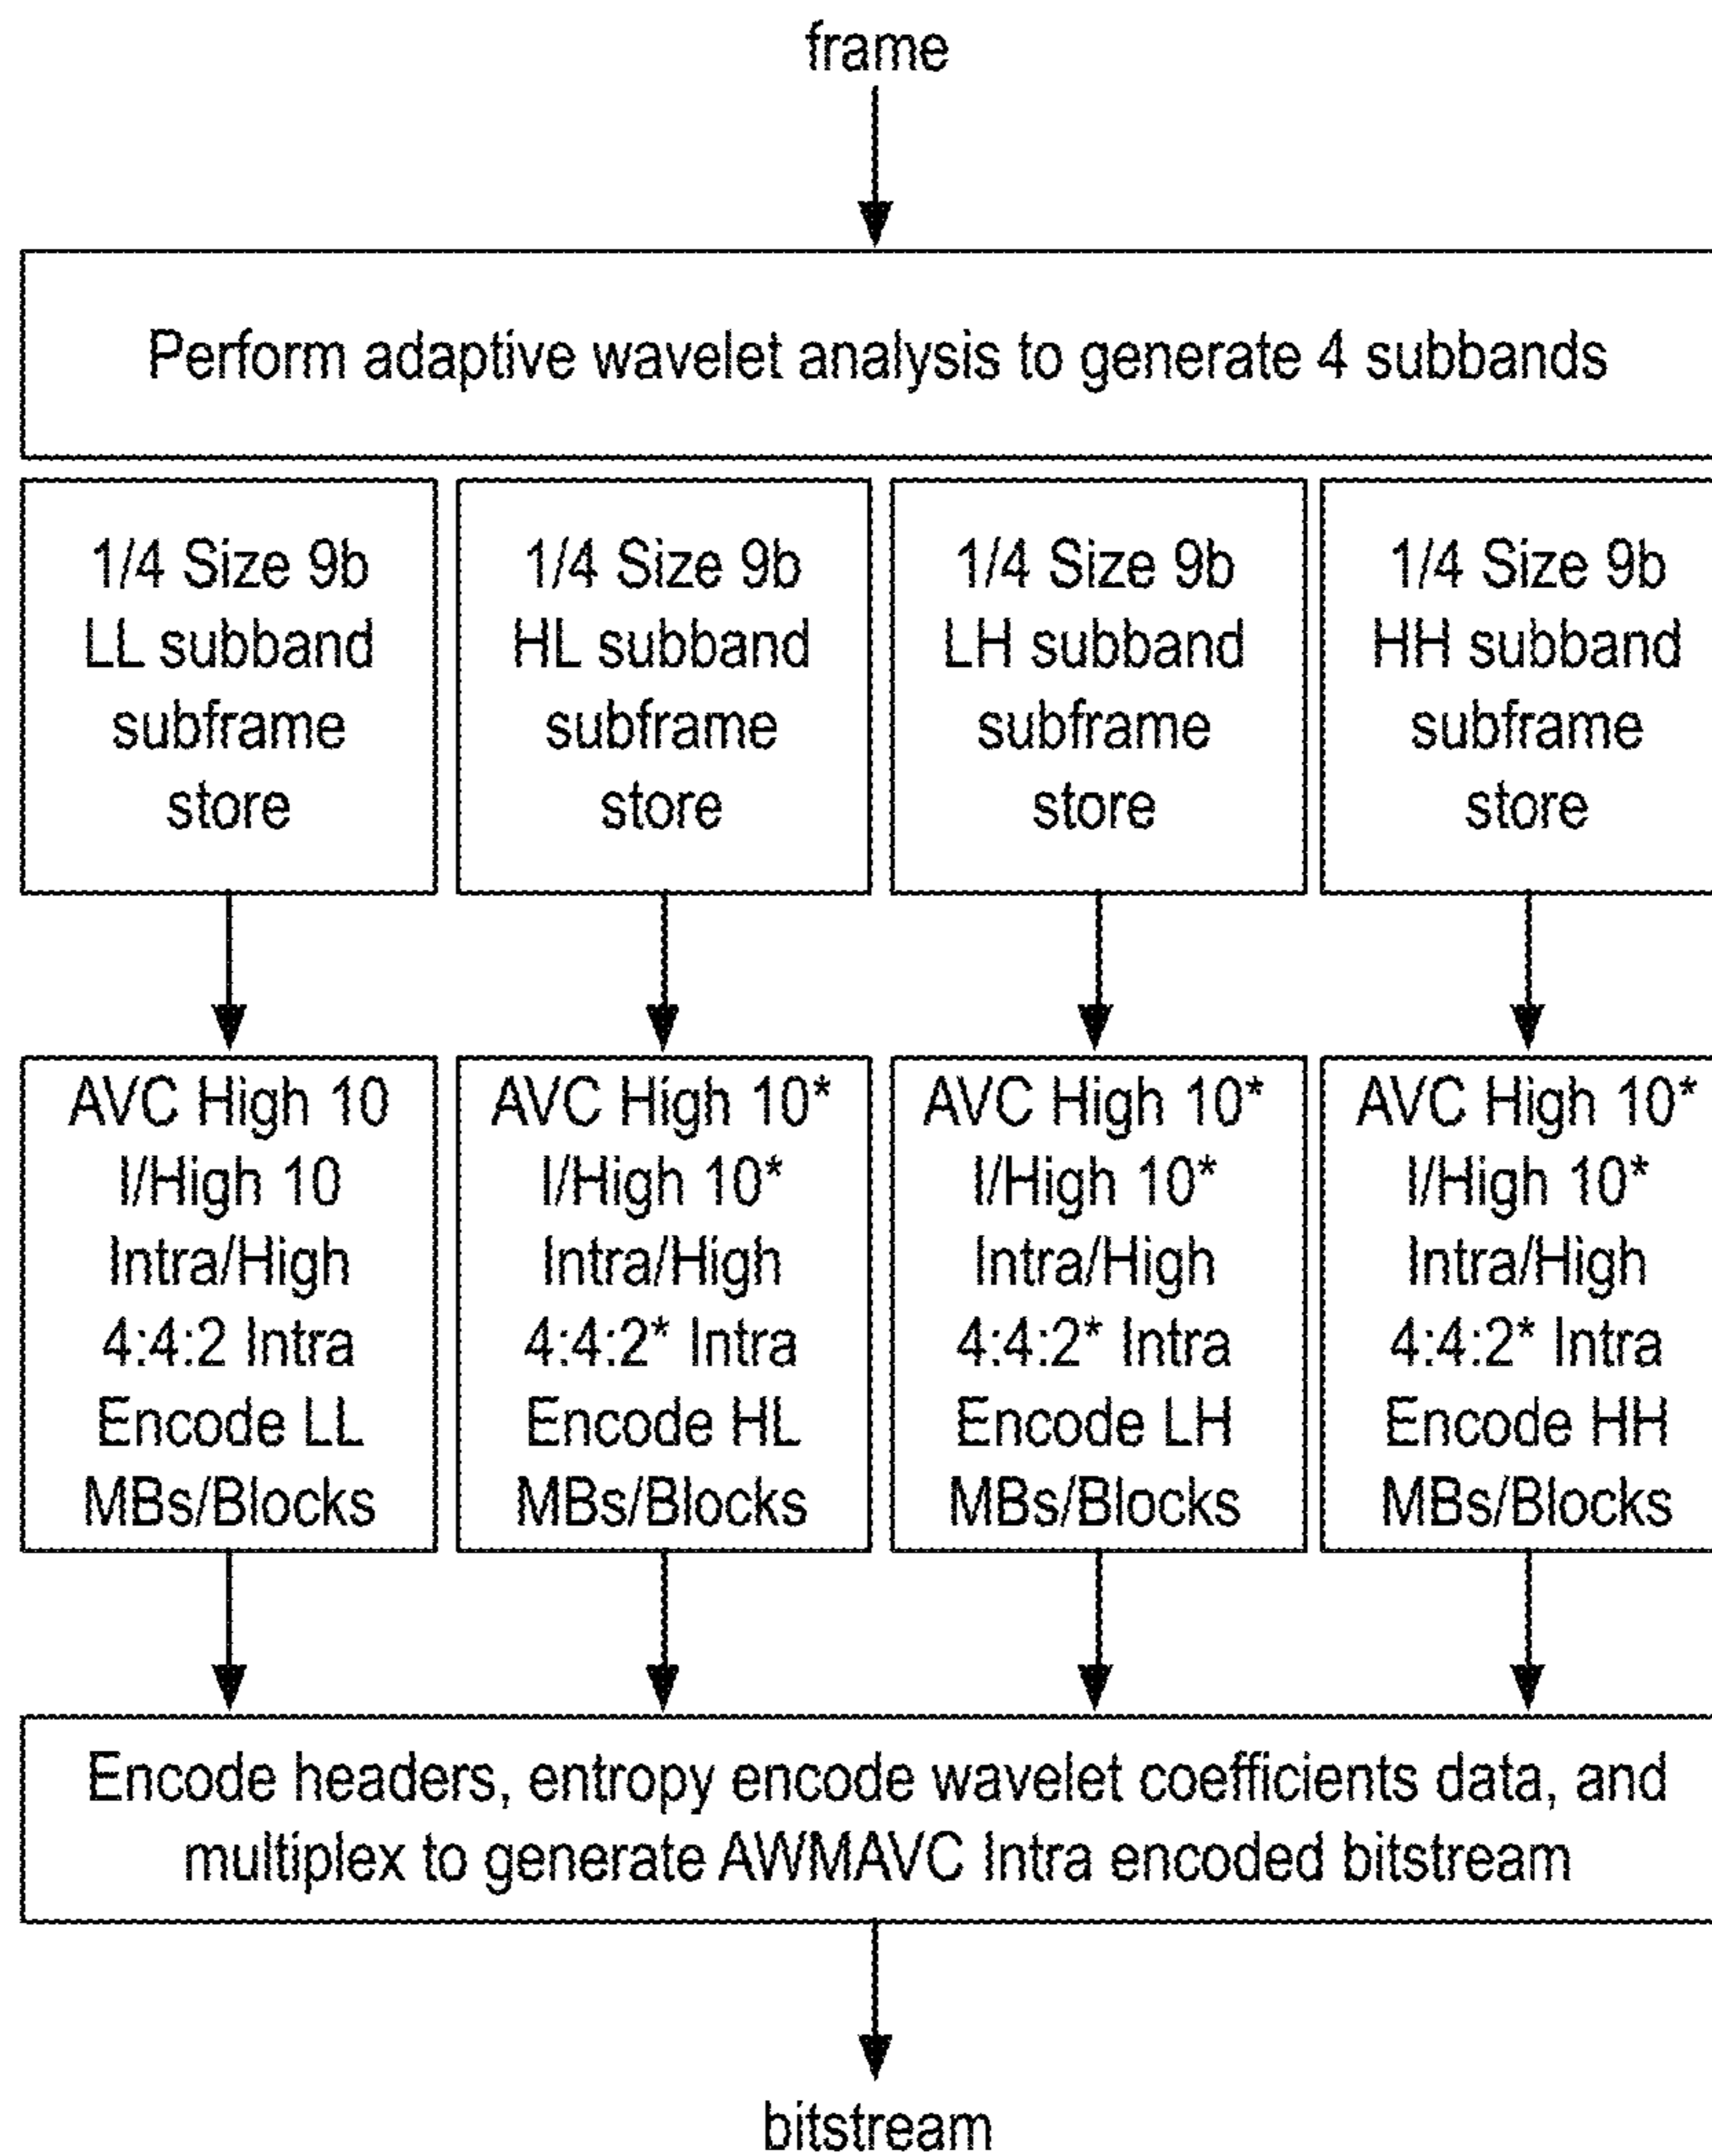 frame
Perform adaptive wavelet analysis to generate 4 subbands
1/4 Size 9b
LL subband
subframe
store
1/4 Size 9b
HL subband
subframe
store
1/4 Size 9b
LH subband
subframe
store
1/4 Size 9b
HH subband
subframe
store
AVC High 10
I/High 10
Intra/High
4:4:2 Intra
Encode LL
MBs/Blocks
AVC High 10*
I/High 10*
Intra/High
4:4:2* Intra
Encode HL
MBs/Blocks
AVC High 10*
I/High 10*
Intra/High
4:4:2* Intra
Encode LH
MBs/Blocks
AVC High 10*
I/High 10*
Intra/High
4:4:2* Intra
Encode HH
MBs/Blocks
Encode headers, entropy encode wavelet coefficients data, and
multiplex to generate AWMAVC Intra encoded bitstream
bitstream